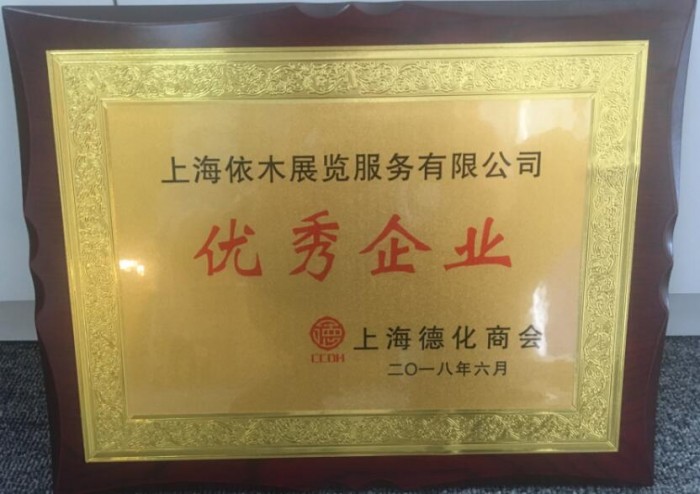 上海依木展览服务有限公司
优秀企业
德 上海德化商会
CCDH
二〇一八年六月